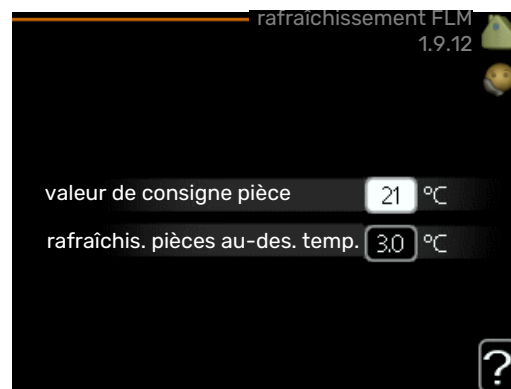 rafraîchissement FLM
1.9.12
valeur de consigne pièce 21 °C
rafraîchis. pièces au-des. temp. 3.0 °C
?